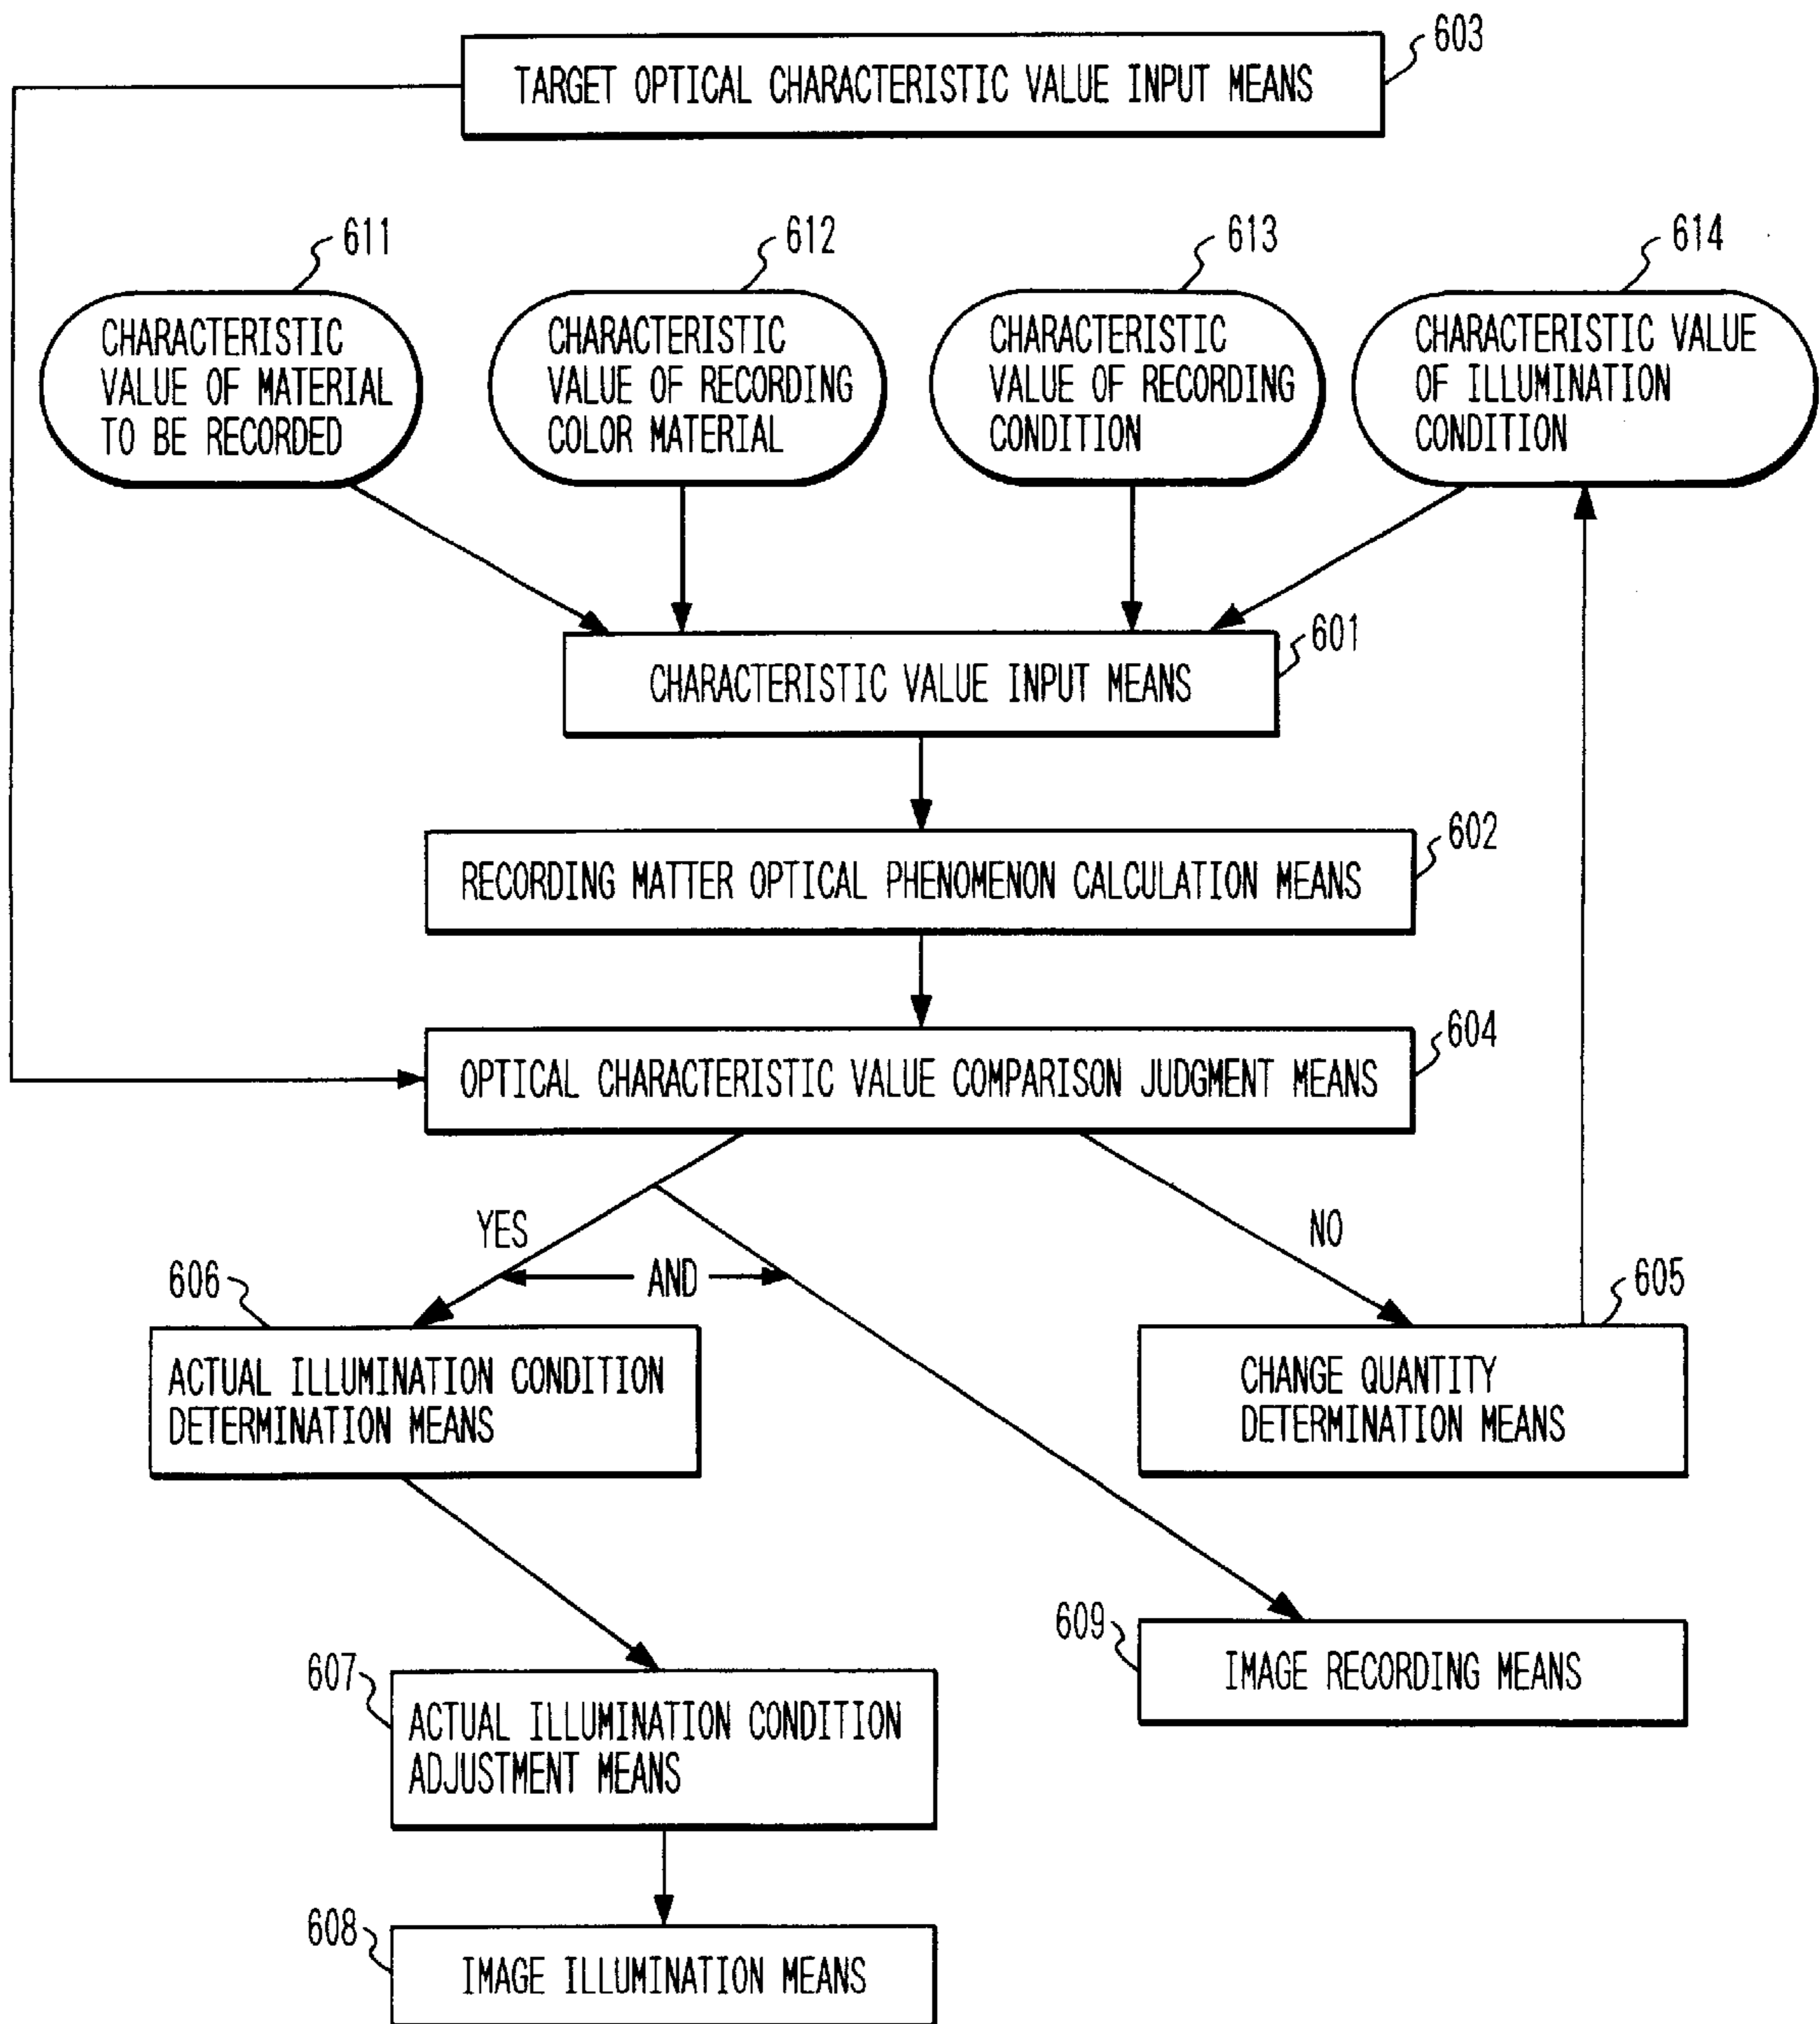 603
TARGET OPTICAL CHARACTERISTIC VALUE INPUT MEANS
611
612
613
614
CHARACTERISTIC
VALUE OF MATERIAL
TO BE RECORDED
CHARACTERISTIC
VALUE OF RECORDING
COLOR MATERIAL
CHARACTERISTIC
VALUE OF RECORDING
CONDITION
CHARACTERISTIC VALUE
OF ILLUMINATION
CONDITION
601
CHARACTERISTIC VALUE INPUT MEANS
602
RECORDING MATTER OPTICAL PHENOMENON CALCULATION MEANS
604
OPTICAL CHARACTERISTIC VALUE COMPARISON JUDGMENT MEANS
YES
NO
AND
606
605
ACTUAL ILLUMINATION CONDITION
DETERMINATION MEANS
CHANGE QUANTITY
DETERMINATION MEANS
609
IMAGE RECORDING MEANS
607
ACTUAL ILLUMINATION CONDITION
ADJUSTMENT MEANS
608
IMAGE ILLUMINATION MEANS